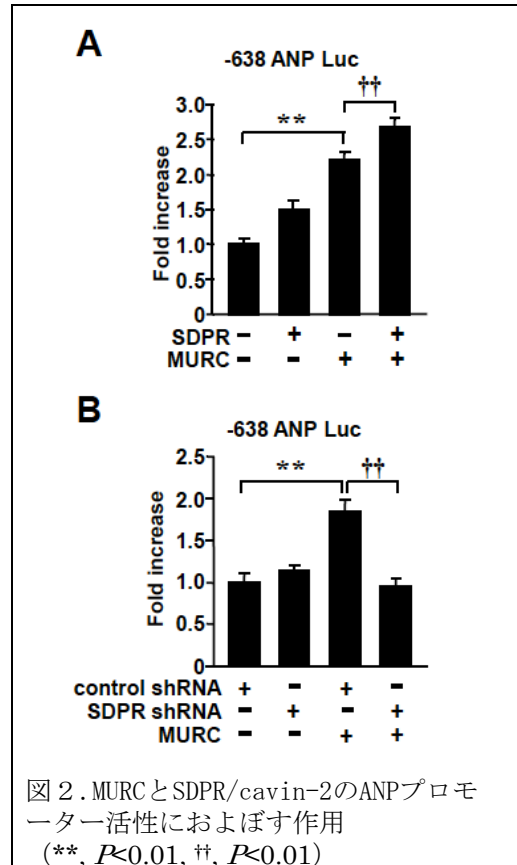 A
-638 ANP Luc
††
**
3.0
2.5
2.0
1.5
1.0
0.5
0
Fold increase
SDPR − + − +
MURC − − + +
B
-638 ANP Luc
** ††
2.5
2.0
1.5
1.0
0.5
0
Fold increase
control shRNA + − + −
SDPR shRNA − + − +
MURC − − + +
図２.MURCとSDPR/cavin-2のANPプロモ
ーター活性におよぼす作用
(**, P<0.01, ††, P<0.01)